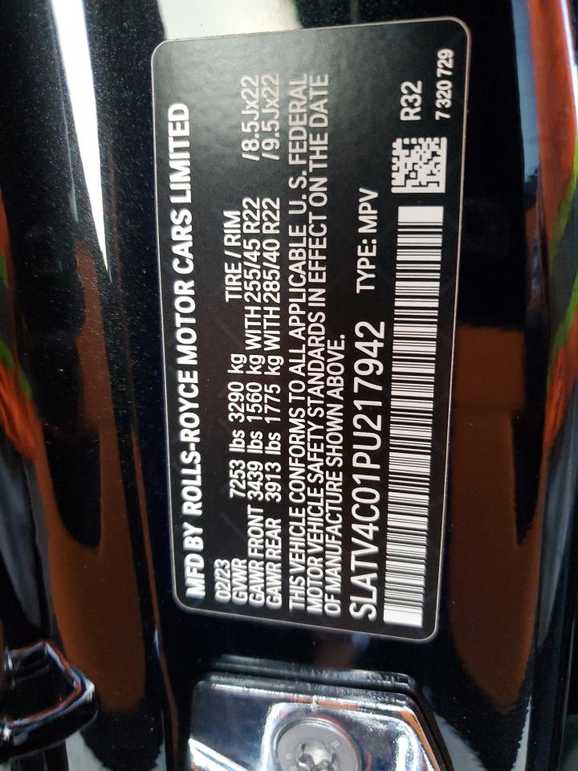 MFD BY ROLLS-ROYCE MOTOR CARS LIMITED
02/23 TIRE / RIM
GVWR 7253 lbs 3290 kg
GAWR FRONT 3439 lbs 1560 kg WITH 255/45 R22 / 8.5Jx22
GAWR REAR 3913 lbs 1775 kg WITH 285/40 R22 / 9.5Jx22
THIS VEHICLE CONFORMS TO ALL APPLICABLE U. S. FEDERAL
MOTOR VEHICLE SAFETY STANDARDS IN EFFECT ON THE DATE
OF MANUFACTURE SHOWN ABOVE.
SLATV4C01PU217942 TYPE: MPV
R32
7 320 729